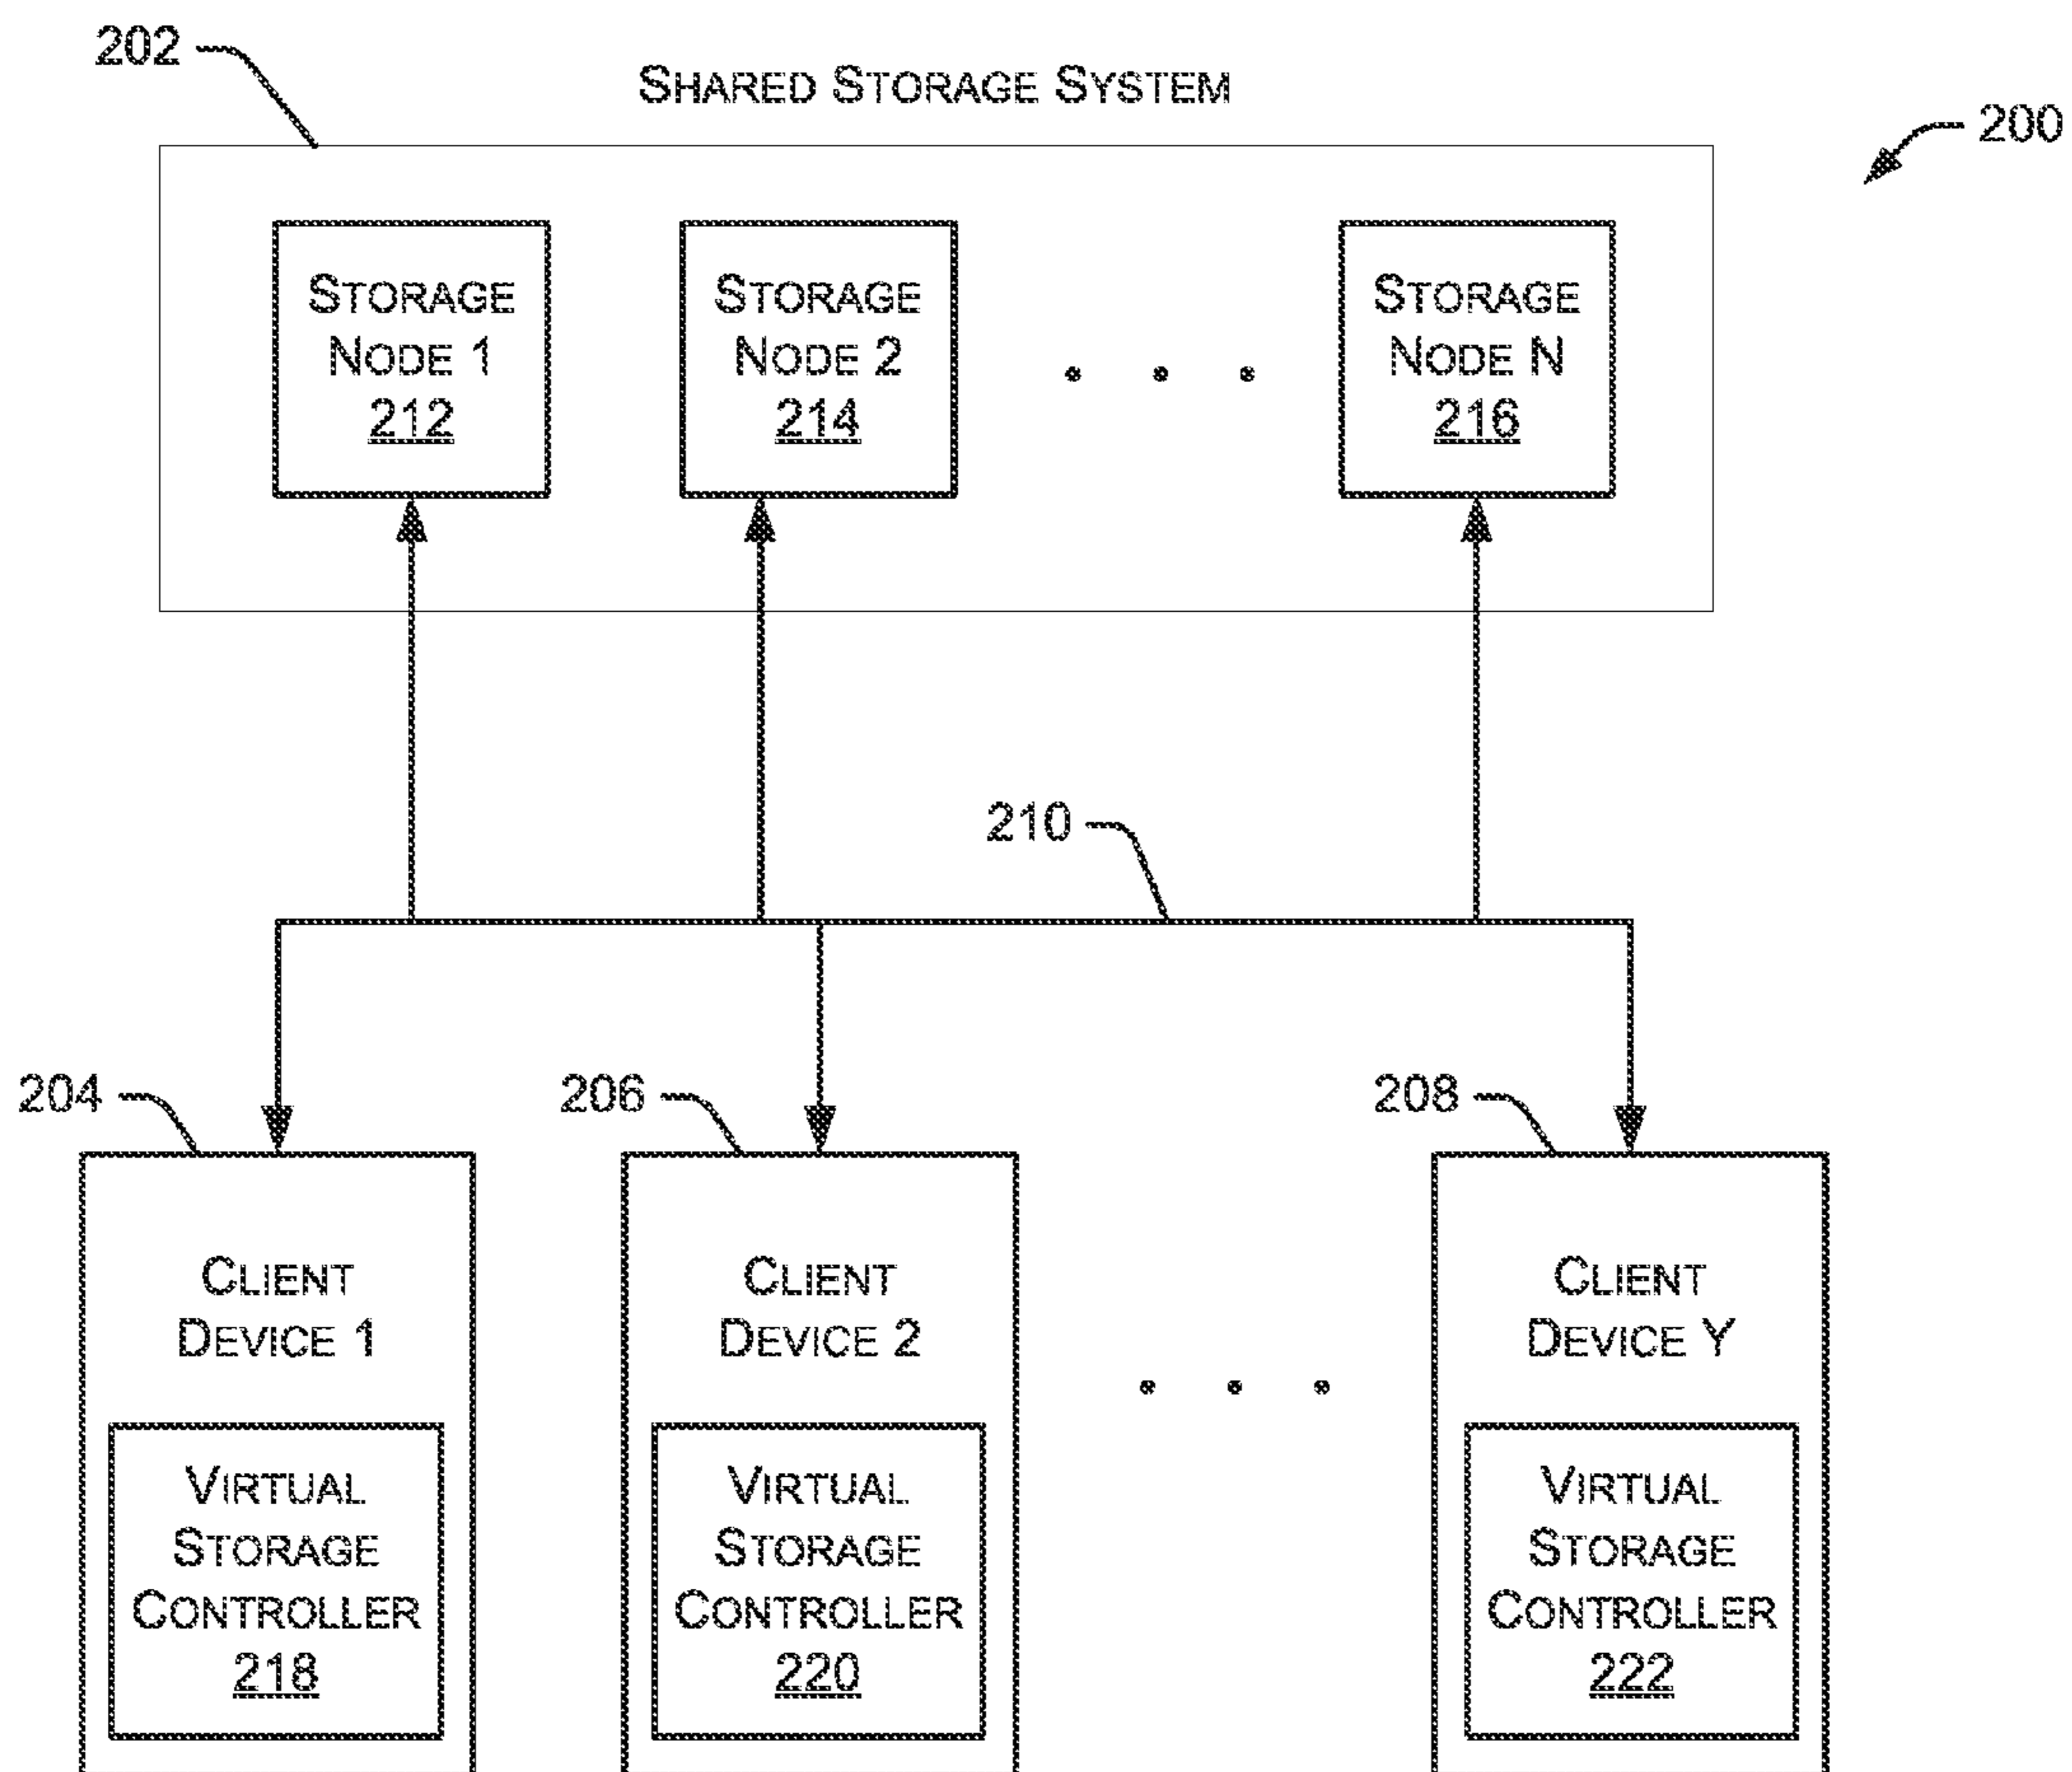 202
SHARED STORAGE SYSTEM
200
STORAGE
NODE 1
212
STORAGE
NODE 2
214
. . .
STORAGE
NODE N
216
210
204
206
208
CLIENT
DEVICE 1
VIRTUAL
STORAGE
CONTROLLER
218
CLIENT
DEVICE 2
VIRTUAL
STORAGE
CONTROLLER
220
. . .
CLIENT
DEVICE Y
VIRTUAL
STORAGE
CONTROLLER
222